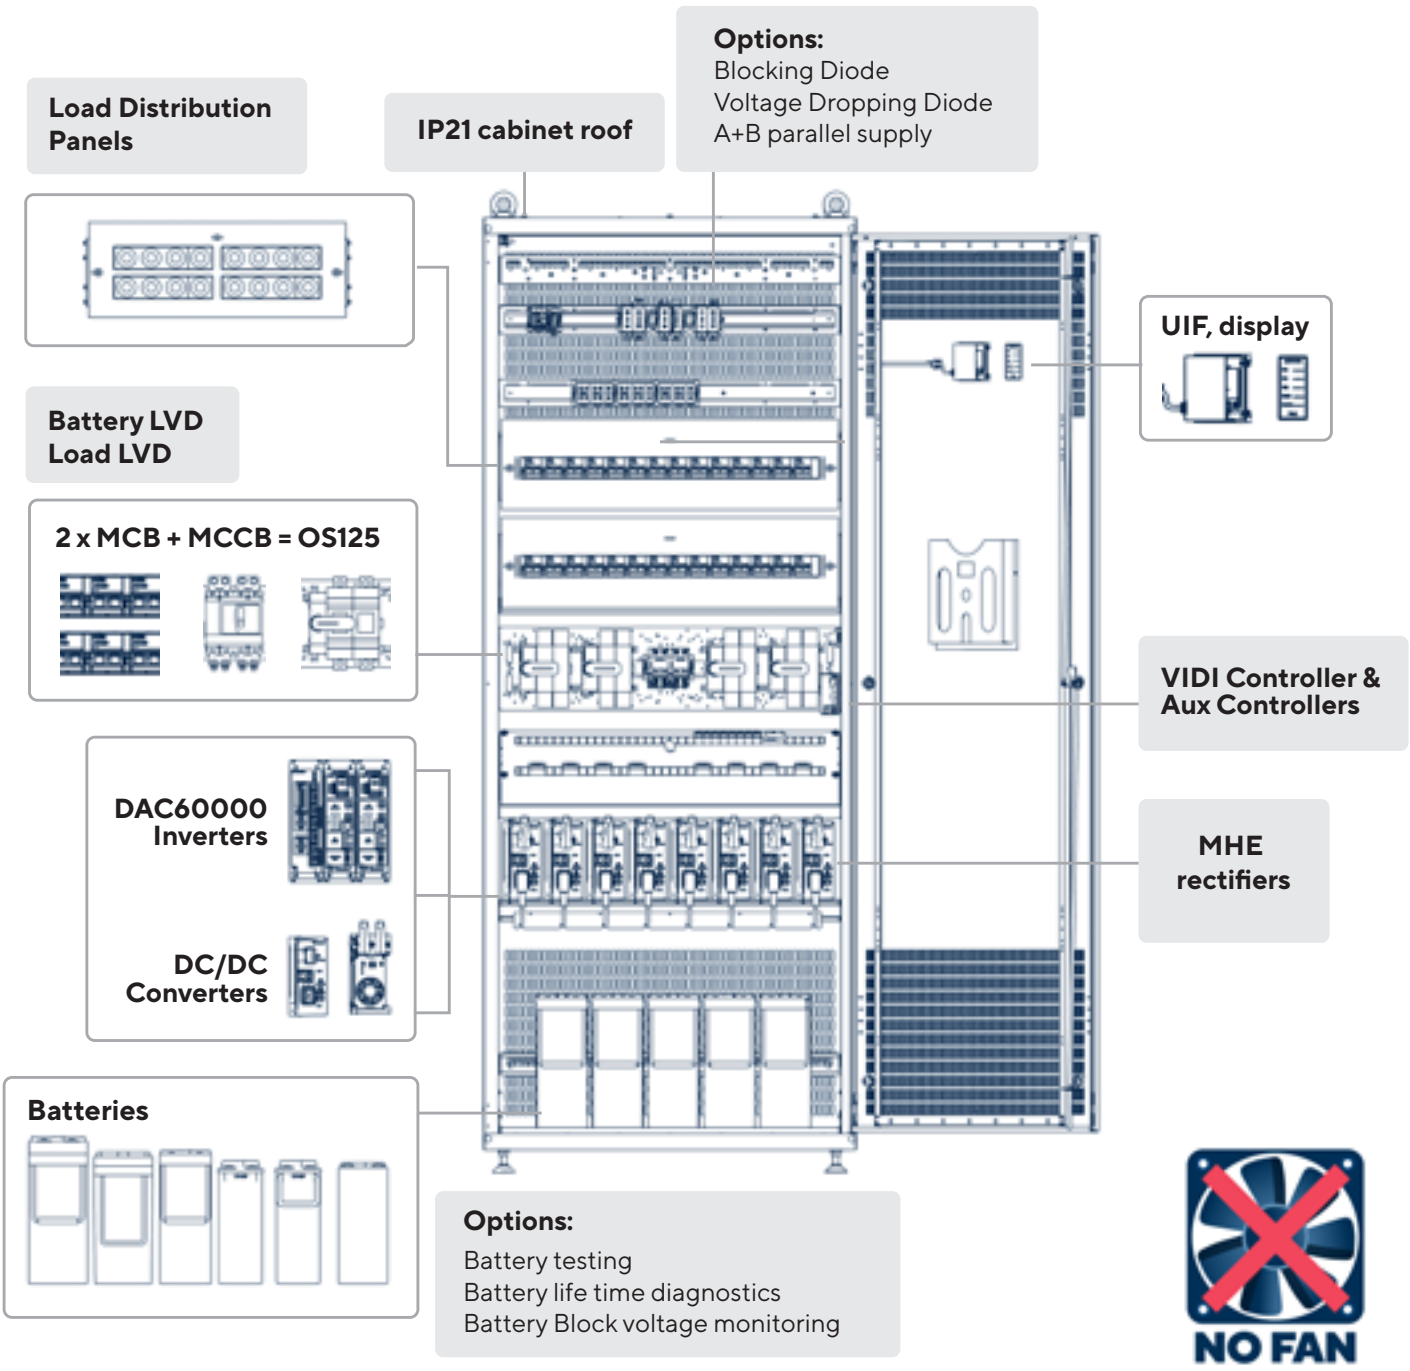 Options:
Blocking Diode
Voltage Dropping Diode
A+B parallel supply
Load Distribution
Panels
IP21 cabinet roof
UIF, display
Battery LVD
Load LVD
2 x MCB + MCCB = OS125
VIDI Controller &
Aux Controllers
DAC60000
Inverters
MHE
rectifiers
DC/DC
Converters
Batteries
Options:
Battery testing
Battery life time diagnostics
Battery Block voltage monitoring
NO FAN